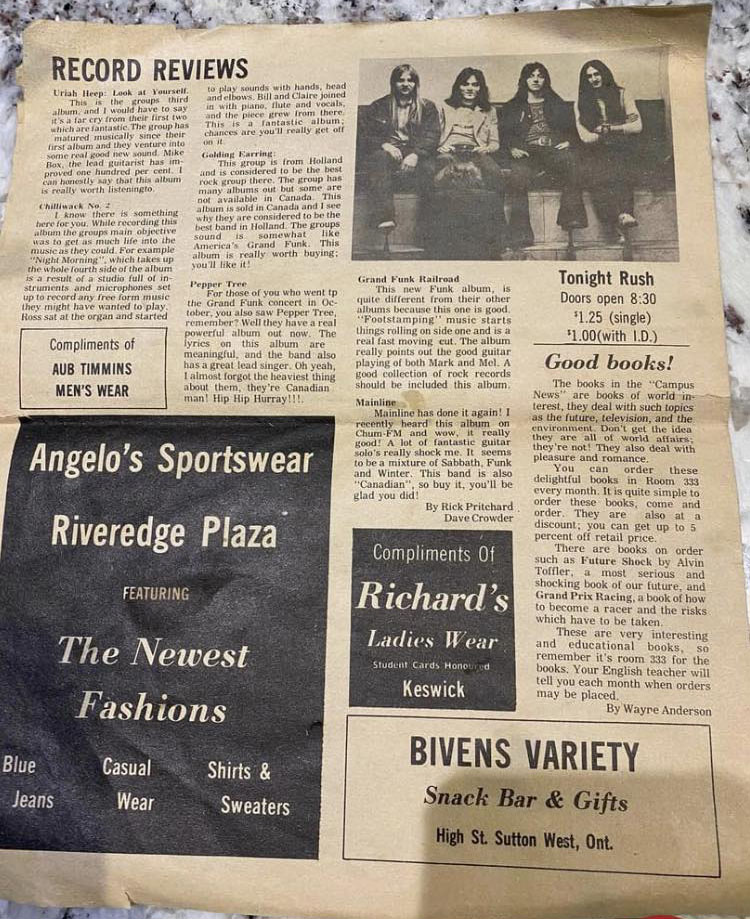 RECORD REVIEWS
Uriah Heep: Look at Yourself.
This is the groups third
album, and I would have to say
it's a far cry from their first two
which are fantastic. The group has
matured musically since their
first album and they venture into
some real good new sound. Mike
Box, the lead guitarist has im-
proved one hundred per cent. I
can honestly say that this album
is really worth listeningto.
Chilliwack No. 2
I know there is something
here for you. While recording this
album the groups main objective
was to get as much life into the
music as they could. For example
"Night Morning", which takes up
the whole fourth side of the album
is a result of a studio full of in-
struments and microphones set
up to record any free form music
they might have wanted to play.
Ross sat at the organ and started
to play sounds with hands, head
and elbows. Bill and Claire joined
in with piano, flute and vocals,
and the piece grew from there.
This is a fantastic album;
chances are you'll really get off
on it.
Golding Earring:
This group is from Holland
and is considered to be the best
rock group there. The group has
many albums out but some are
not available in Canada. This
album is sold in Canada and I see
why they are considered to be the
best band in Holland. The groups
sound is somewhat like
America's Grand Funk. This
album is really worth buying;
you'll like it!
Pepper Tree
For those of you who went tp
the Grand Funk concert in Oc-
tober, you also saw Pepper Tree,
remember? Well they have a real
powerful album out now. The
lyrics on this album are
meaningful, and the band also
has a great lead singer. Oh yeah,
I almost forgot the heaviest thing
about them, they're Canadian
man! Hip Hip Hurray!!!.
Compliments of
AUB TIMMINS
MEN'S WEAR
Grand Funk Railroad
This new Funk album, is
quite different from their other
albums because this one is good.
"Footstamping" music starts
things rolling on side one and is a
real fast moving cut. The album
really points out the good guitar
playing of both Mark and Mel. A
good collection of rock records
should be included this album.
Mainline
Mainline has done it again! I
recently heard this album on
Chum-FM and wow, it really
good! A lot of fantastic guitar
solo's really shock me. It seems
to be a mixture of Sabbath, Funk
and Winter. This band is also
"Canadian", so buy it, you'll be
glad you did!
By Rick Pritchard
Dave Crowder
Tonight Rush
Doors open 8:30
$1.25 (single)
$1.00(with I.D.)
Good books!
The books in the "Campus
News" are books of world in-
terest, they deal with such topics
as the future, television, and the
environment. Don't get the idea
they are all of world affairs;
they're not! They also deal with
pleasure and romance.
You can order these
delightful books in Room 333
every month. It is quite simple to
order these books, come and
order. They are also at a
discount; you can get up to 5
percent off retail price.
There are books on order
such as Future Shock by Alvin
Toffler, a most serious and
shocking book of our future, and
Grand Prix Racing, a book of how
to become a racer and the risks
which have to be taken.
These are very interesting
and educational books, so
remember it's room 333 for the
books. Your English teacher will
tell you each month when orders
may be placed.
By Wayne Anderson
Angelo's Sportswear
Riveredge Plaza
FEATURING
The Newest
Fashions
Blue Casual Shirts &
Jeans Wear Sweaters
Compliments Of
Richard's
Ladies Wear
Student Cards Honoured
Keswick
BIVENS VARIETY
Snack Bar & Gifts
High St. Sutton West, Ont.